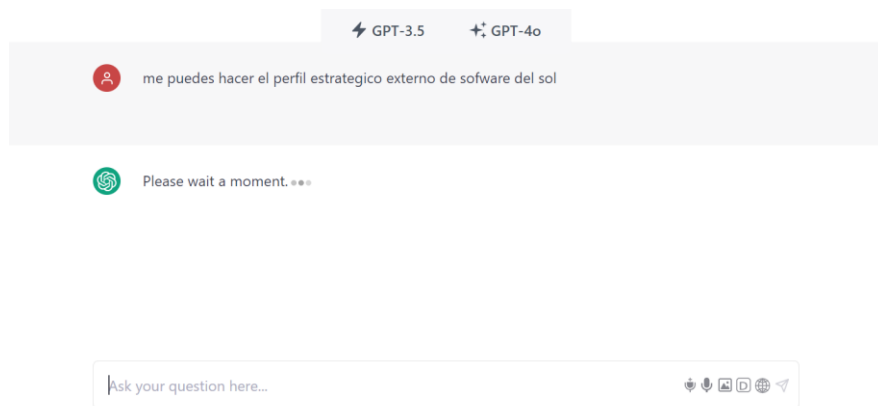 GPT-3.5 GPT-4o
me puedes hacer el perfil estrategico externo de sofware del sol
Please wait a moment.
Ask your question here...
D